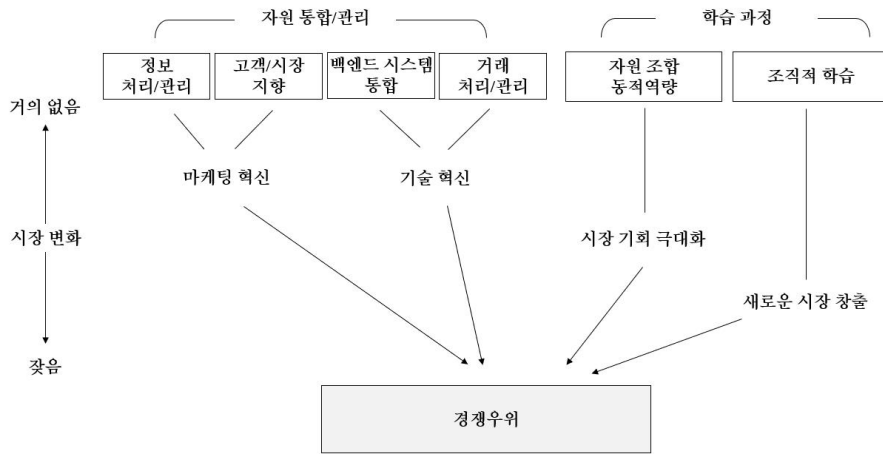 자원 통합/관리
학습 과정
정보
처리/관리
고객/시장
지향
백엔드 시스템
통합
거래
처리/관리
자원 조합
동적역량
조직적 학습
거의 없음
마케팅 혁신
기술 혁신
시장 변화
시장 기회 극대화
새로운 시장 창출
잦음
경쟁우위